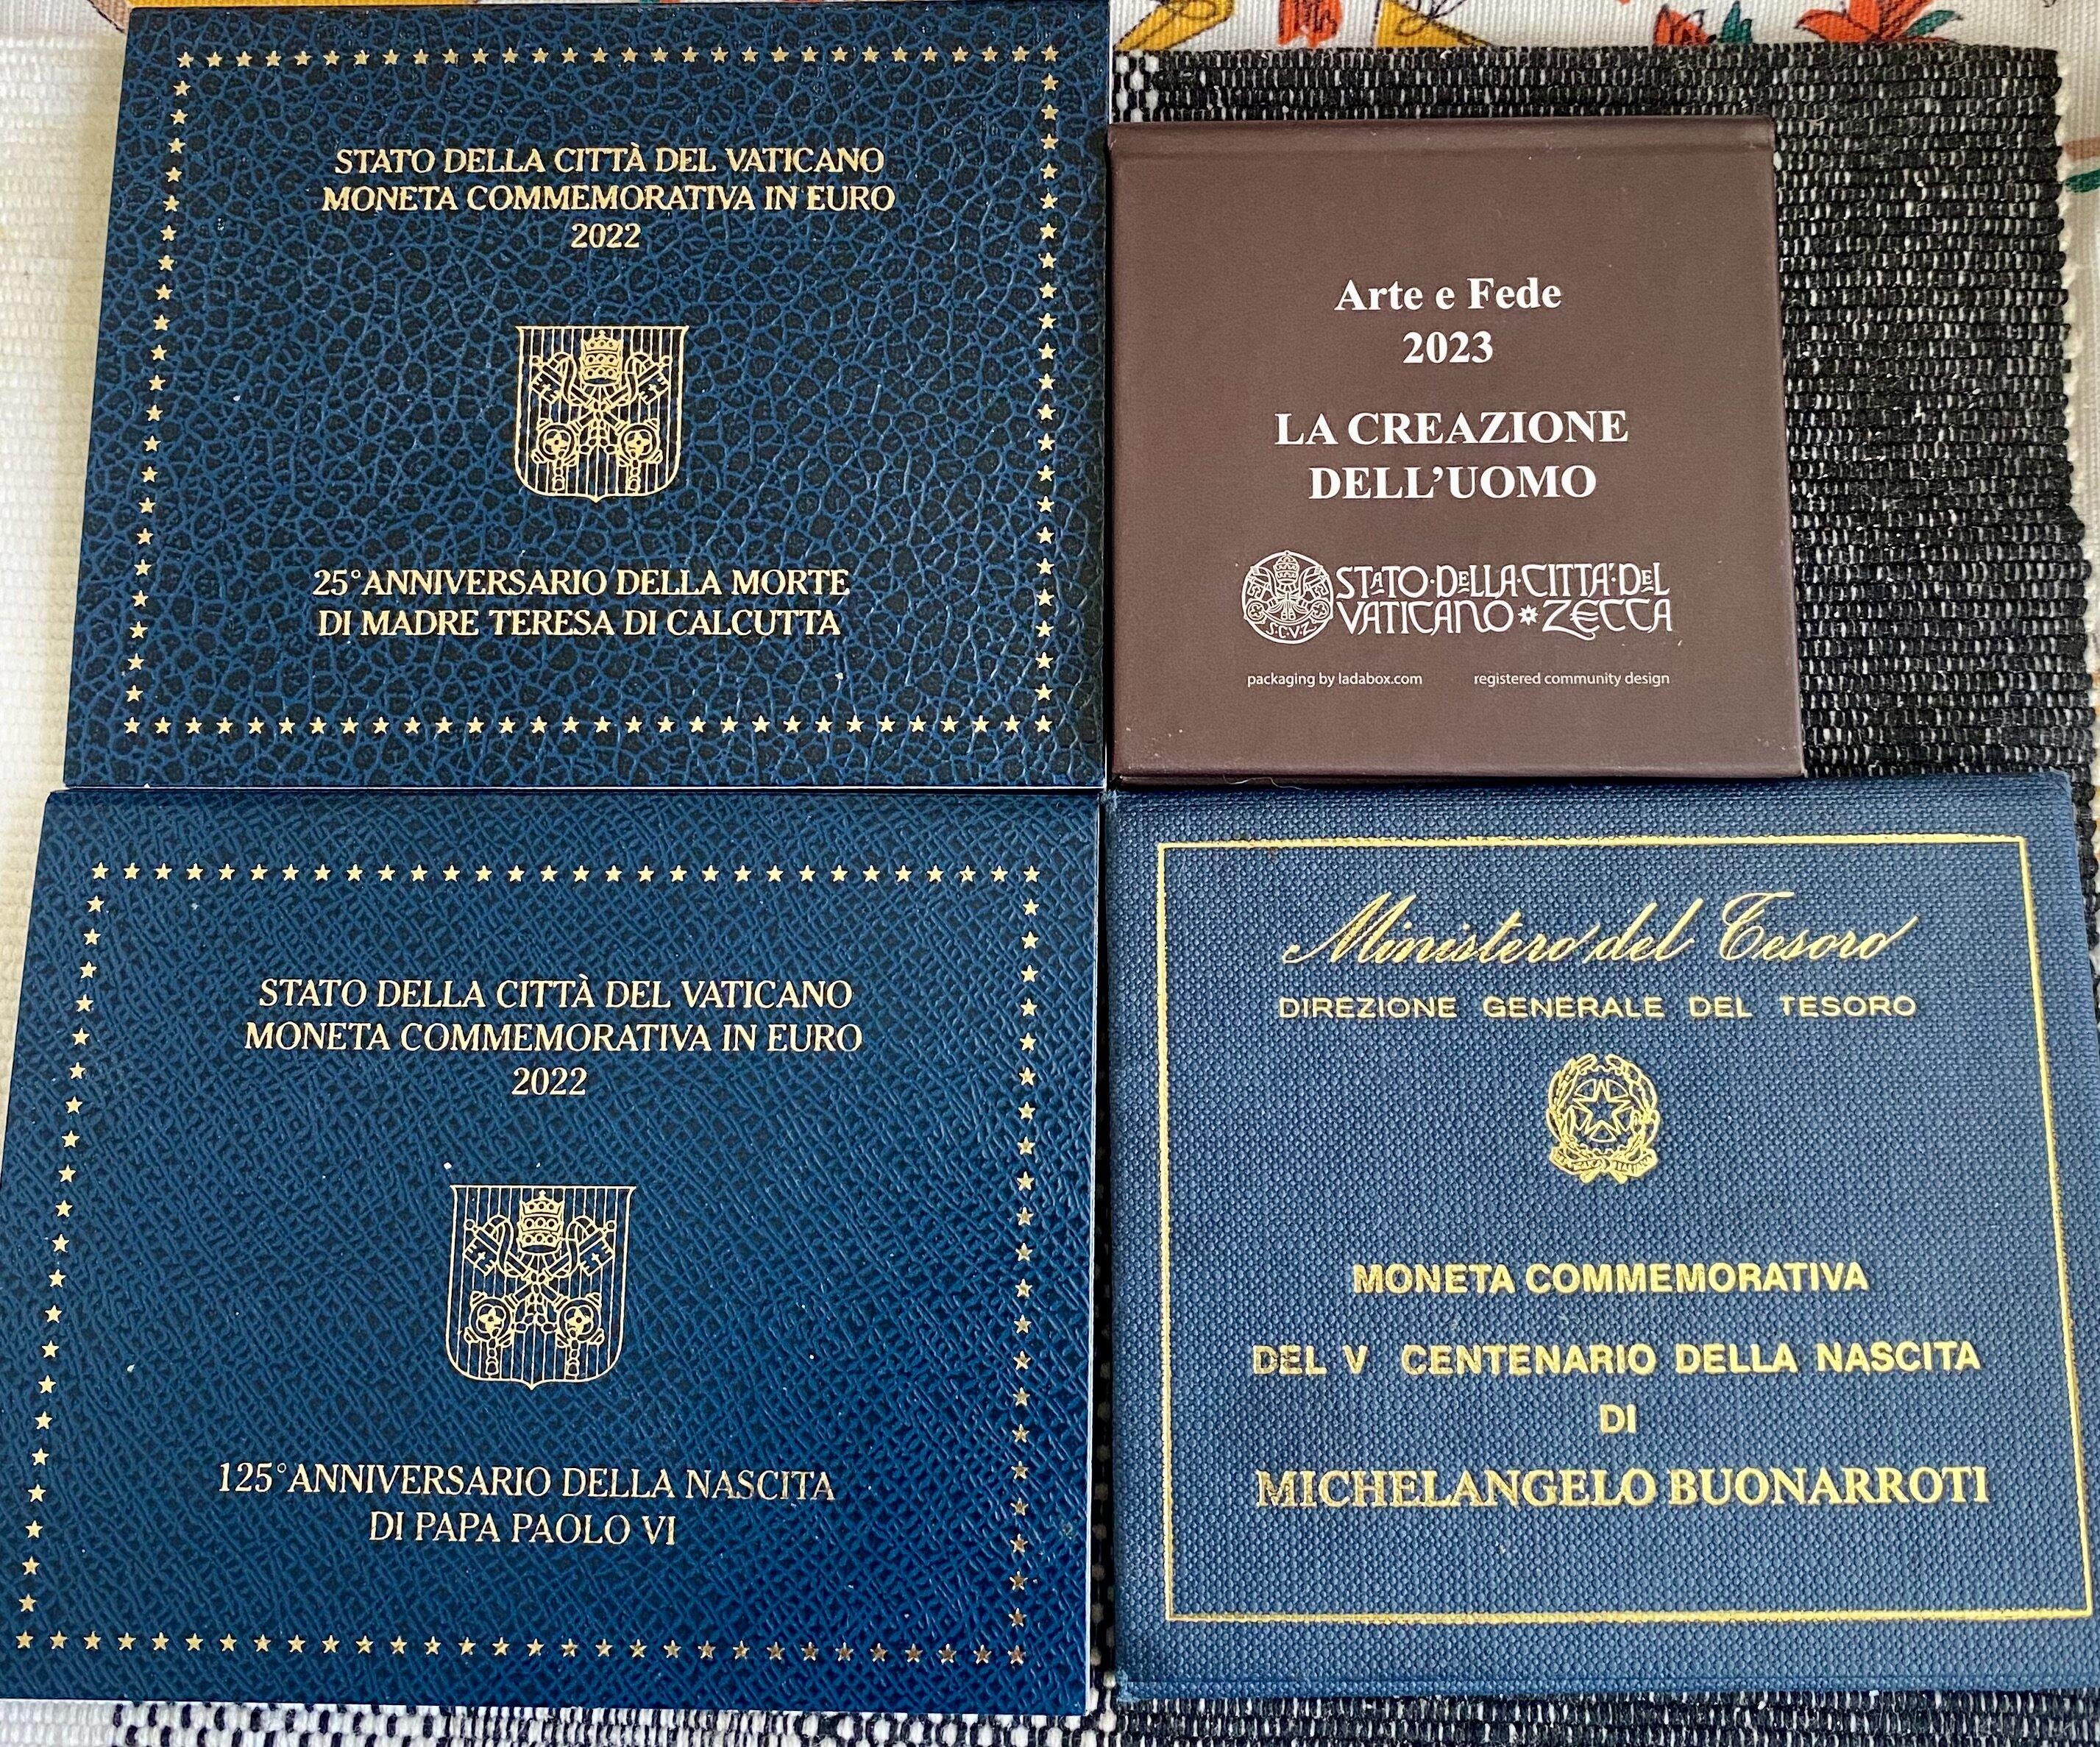 STATO DELLA CITTÀ DEL VATICANO
MONETA COMMEMORATIVA IN EURO
2022
25° ANNIVERSARIO DELLA MORTE
DI MADRE TERESA DI CALCUTTA
Arte e Fede
2023
LA CREAZIONE
DELL'UOMO
S.C.V.Z.
STATO·DELLA·CITTÀ·DEL
VATICANO * ZECCA
packaging by ladabox.com registered community design
STATO DELLA CITTÀ DEL VATICANO
MONETA COMMEMORATIVA IN EURO
2022
125° ANNIVERSARIO DELLA NASCITA
DI PAPA PAOLO VI
Ministero del Tesoro
DIREZIONE GENERALE DEL TESORO
MONETA COMMEMORATIVA
DEL V CENTENARIO DELLA NASCITA
DI
MICHELANGELO BUONARROTI